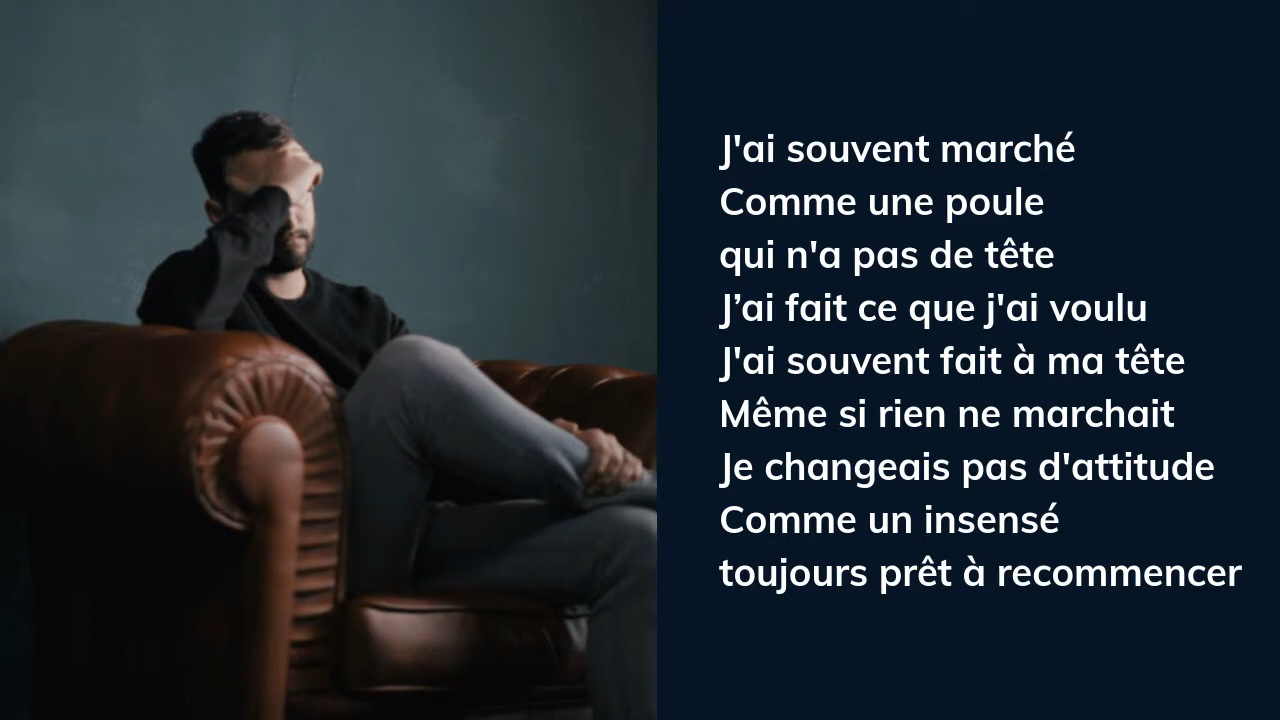 J'ai souvent marché
Comme une poule
qui n'a pas de tête
J’ai fait ce que j'ai voulu
J'ai souvent fait à ma tête
Même si rien ne marchait
Je changeais pas d'attitude
Comme un insensé
toujours prêt à recommencer